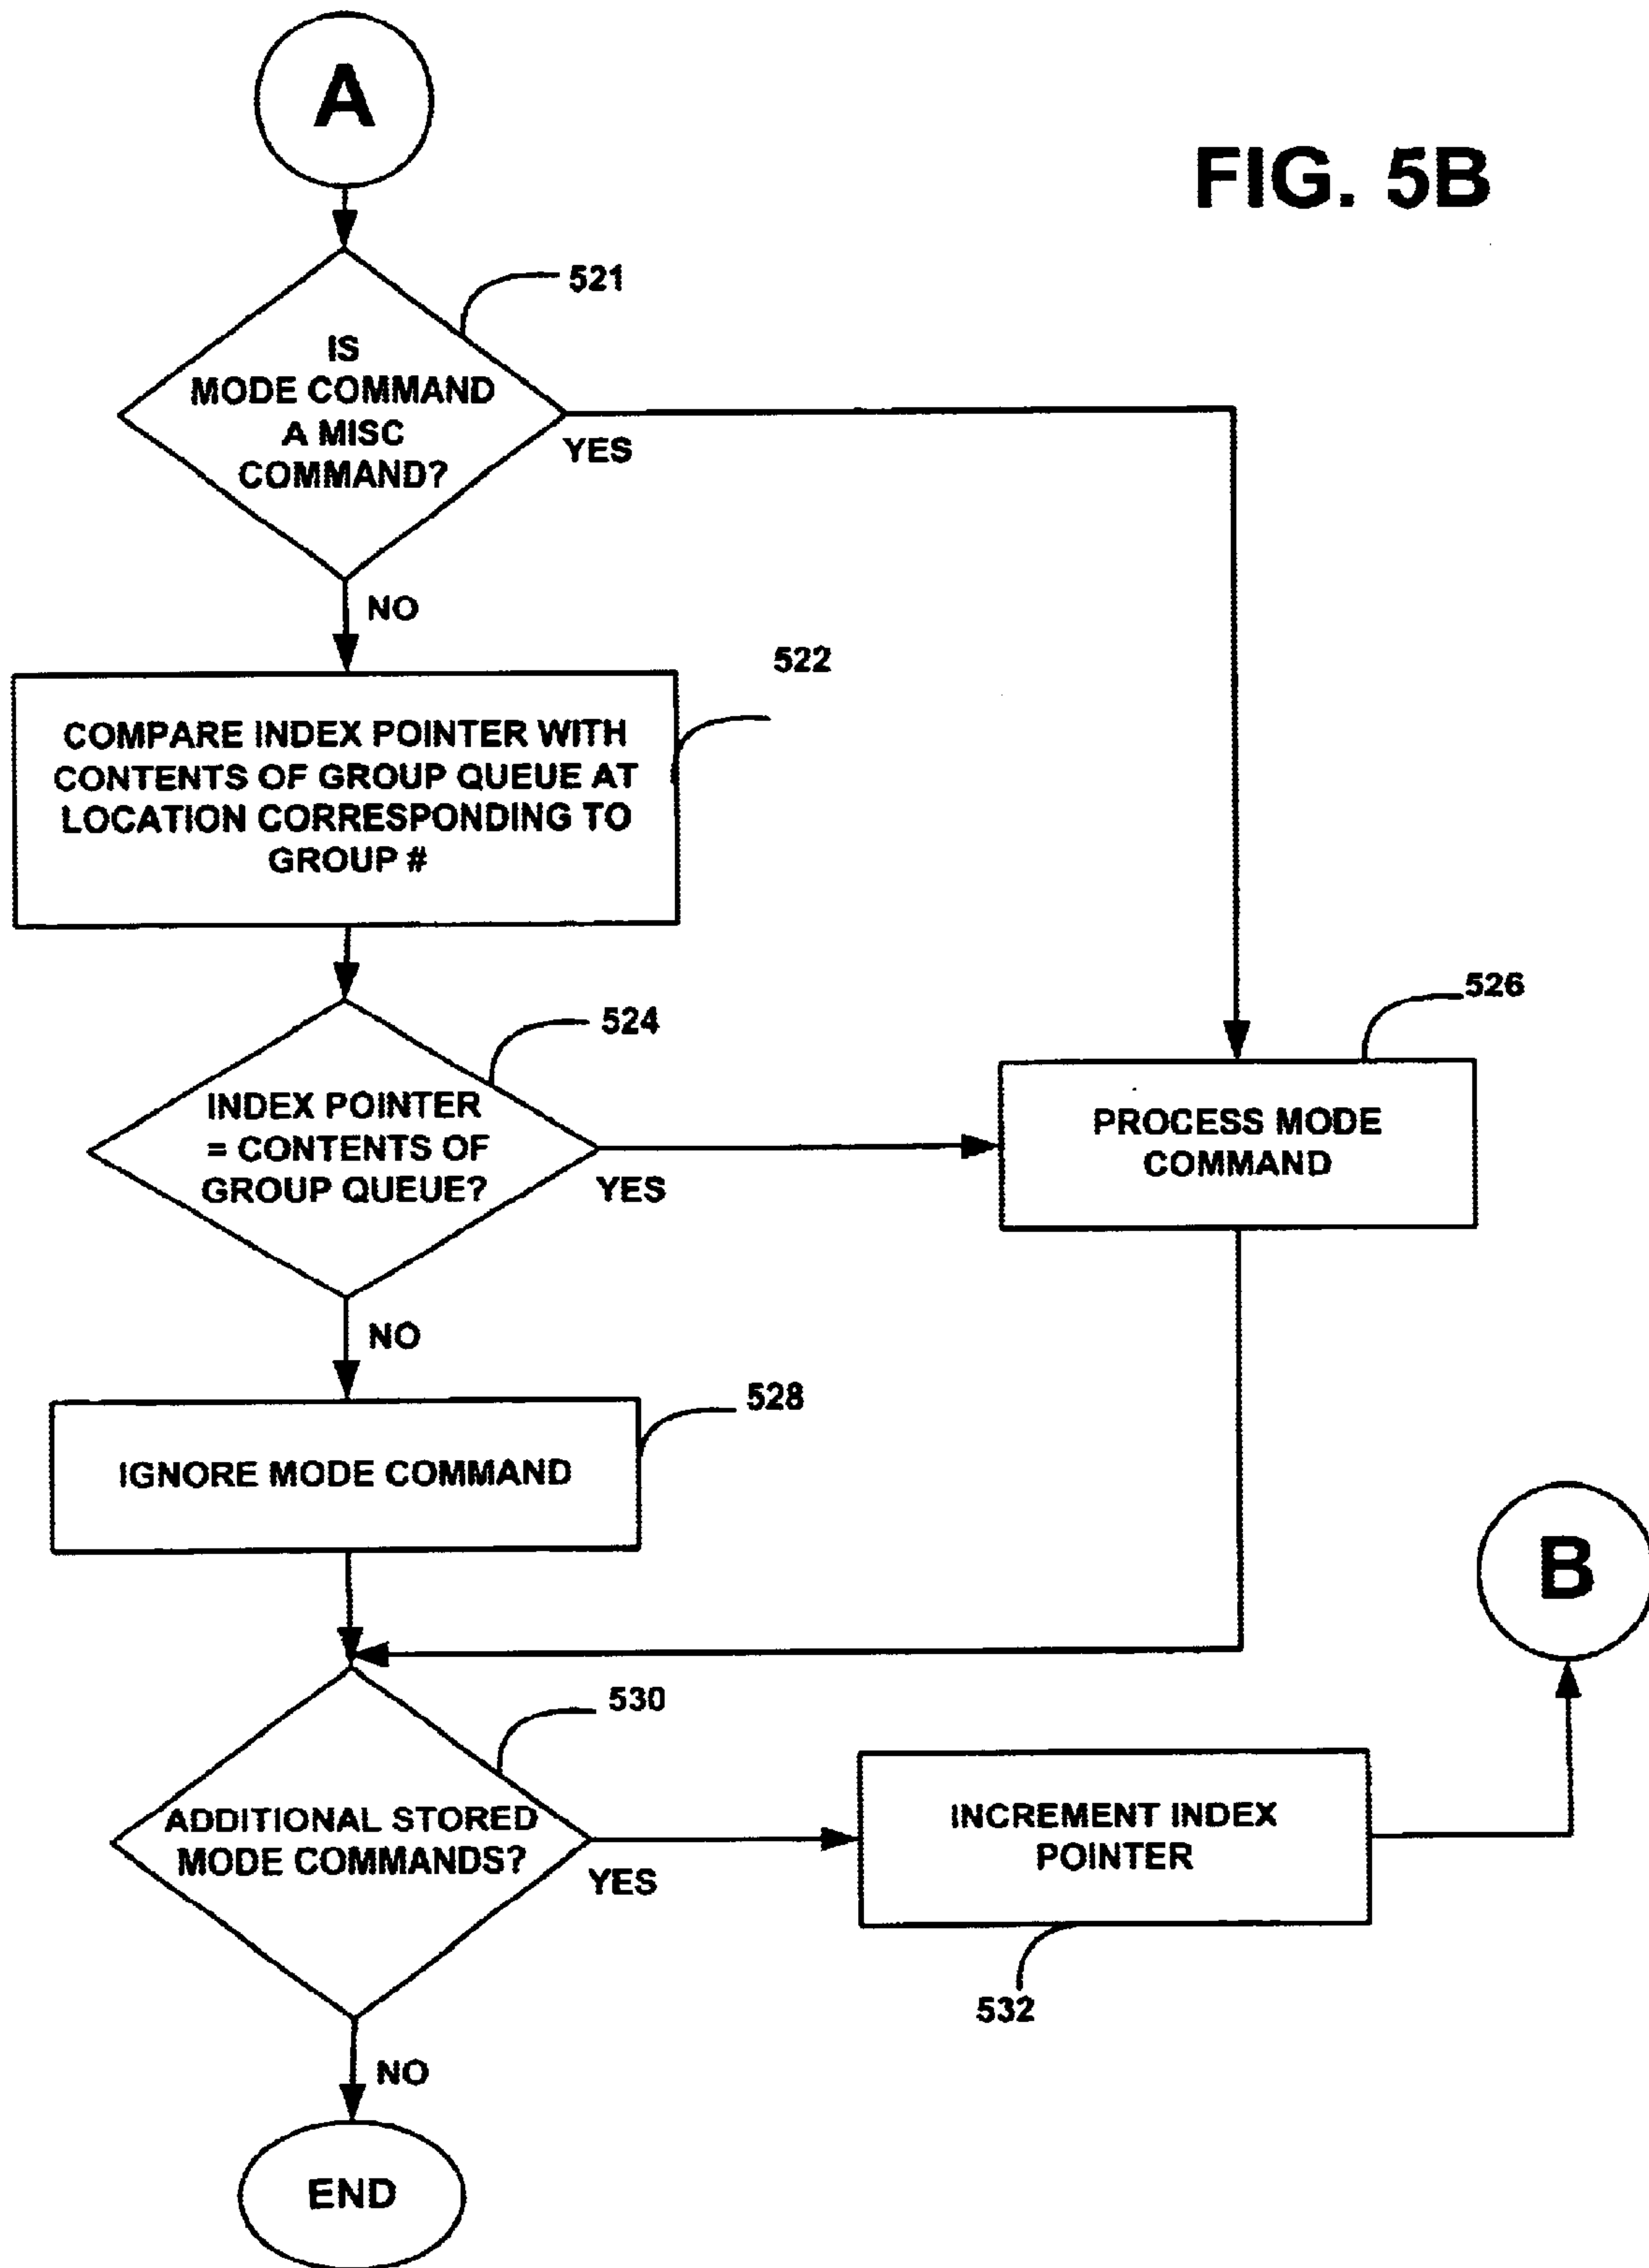 A
FIG. 5B
521
IS
MODE COMMAND
A MISC
COMMAND?
YES
NO
522
COMPARE INDEX POINTER WITH
CONTENTS OF GROUP QUEUE AT
LOCATION CORRESPONDING TO
GROUP #
524
526
INDEX POINTER
= CONTENTS OF
GROUP QUEUE?
YES
PROCESS MODE
COMMAND
NO
528
IGNORE MODE COMMAND
B
530
ADDITIONAL STORED
MODE COMMANDS?
YES
INCREMENT INDEX
POINTER
532
NO
END